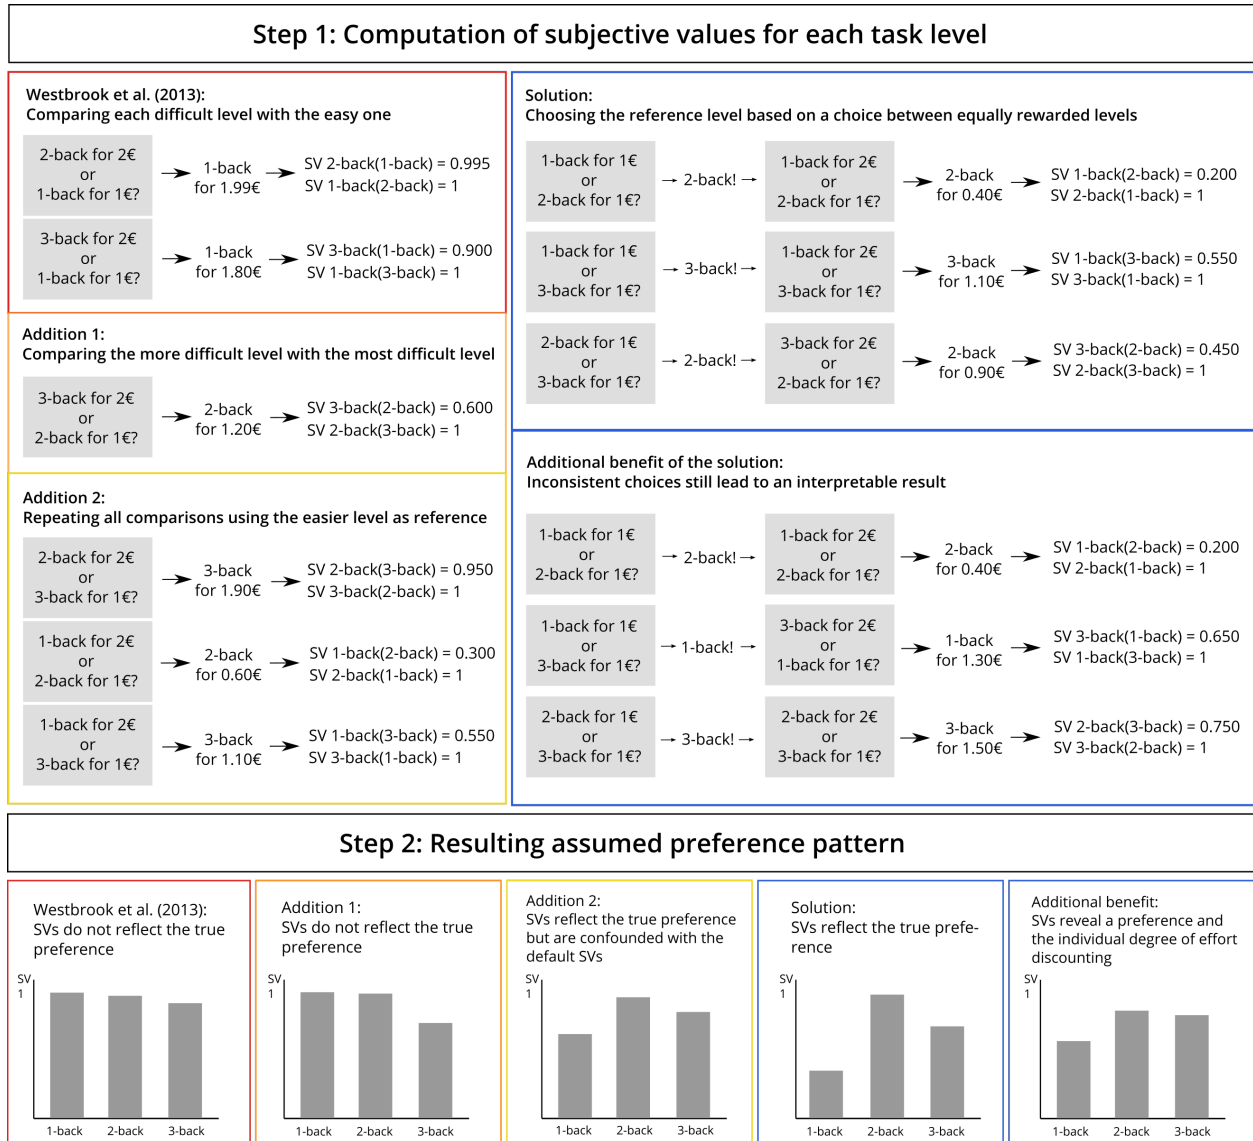 Step 1: Computation of subjective values for each task level
Westbrook et al. (2013):
Comparing each difficult level with the easy one
2-back for 2€
or
1-back for 1€?
1-back
for 1.99€
SV 2-back(1-back) = 0.995
SV 1-back(2-back) = 1
3-back for 2€
or
1-back for 1€?
1-back
for 1.80€
SV 3-back(1-back) = 0.900
SV 1-back(3-back) = 1
Addition 1:
Comparing the more difficult level with the most difficult level
3-back for 2€
or
2-back for 1€?
2-back
for 1.20€
SV 3-back(2-back) = 0.600
SV 2-back(3-back) = 1
Addition 2:
Repeating all comparisons using the easier level as reference
2-back for 2€
or
3-back for 1€?
3-back
for 1.90€
SV 2-back(3-back) = 0.950
SV 3-back(2-back) = 1
1-back for 2€
or
2-back for 1€?
2-back
for 0.60€
SV 1-back(2-back) = 0.300
SV 2-back(1-back) = 1
1-back for 2€
or
3-back for 1€?
3-back
for 1.10€
SV 1-back(3-back) = 0.550
SV 3-back(1-back) = 1
Solution:
Choosing the reference level based on a choice between equally rewarded levels
1-back for 1€
or
2-back for 1€?
2-back!
1-back for 2€
or
2-back for 1€?
2-back
for 0.40€
SV 1-back(2-back) = 0.200
SV 2-back(1-back) = 1
1-back for 1€
or
3-back for 1€?
3-back!
1-back for 2€
or
3-back for 1€?
3-back
for 1.10€
SV 1-back(3-back) = 0.550
SV 3-back(1-back) = 1
2-back for 1€
or
3-back for 1€?
2-back!
3-back for 2€
or
2-back for 1€?
2-back
for 0.90€
SV 3-back(2-back) = 0.450
SV 2-back(3-back) = 1
Additional benefit of the solution:
Inconsistent choices still lead to an interpretable result
1-back for 1€
or
2-back for 1€?
2-back!
1-back for 2€
or
2-back for 1€?
2-back
for 0.40€
SV 1-back(2-back) = 0.200
SV 2-back(1-back) = 1
1-back for 1€
or
3-back for 1€?
1-back!
3-back for 2€
or
1-back for 1€?
1-back
for 1.30€
SV 3-back(1-back) = 0.650
SV 1-back(3-back) = 1
2-back for 1€
or
3-back for 1€?
3-back!
2-back for 2€
or
3-back for 1€?
3-back
for 1.50€
SV 2-back(3-back) = 0.750
SV 3-back(2-back) = 1
Step 2: Resulting assumed preference pattern
Westbrook et al. (2013):
SVs do not reflect the true
preference
SV
1
1-back 2-back 3-back
Addition 1:
SVs do not reflect the true
preference
SV
1
1-back 2-back 3-back
Addition 2:
SVs reflect the true preference
but are confounded with the
default SVs
SV
1
1-back 2-back 3-back
Solution:
SVs reflect the true prefe-
rence
SV
1
1-back 2-back 3-back
Additional benefit:
SVs reveal a preference and
the individual degree of effort
discounting
SV
1
1-back 2-back 3-back